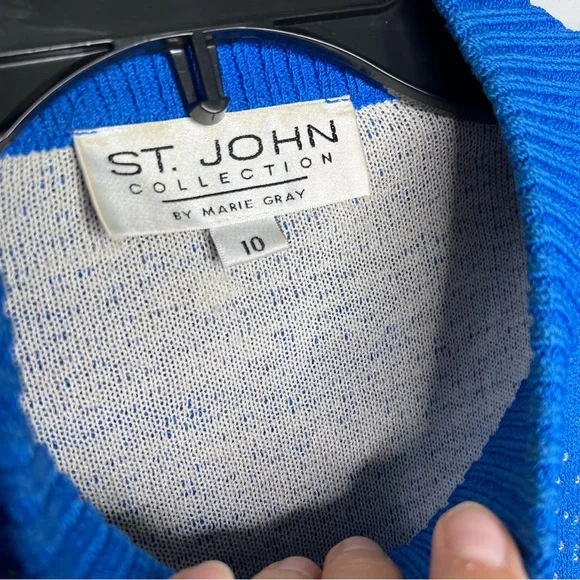 ST. JOHN
COLLECTION
BY MARIE GRAY
10